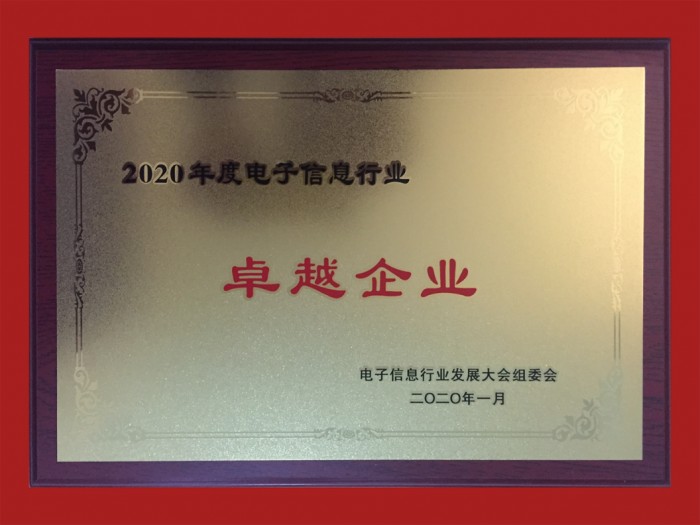 2020年度电子信息行业
卓越企业
电子信息行业发展大会组委会
二〇二〇年一月